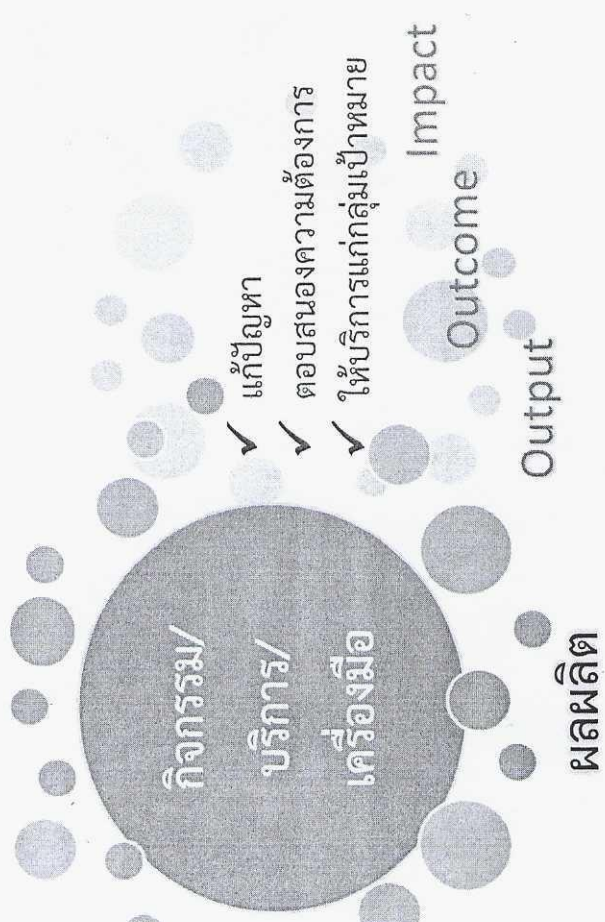 กิจกรรม/
บริการ/
เครื่องมือ
✓ แก้ปัญหา
✓ ตอบสนองความต้องการ
✓ ให้บริการแก่กลุ่มเป้าหมาย
ผลผลิต
Output
Outcome
Impact